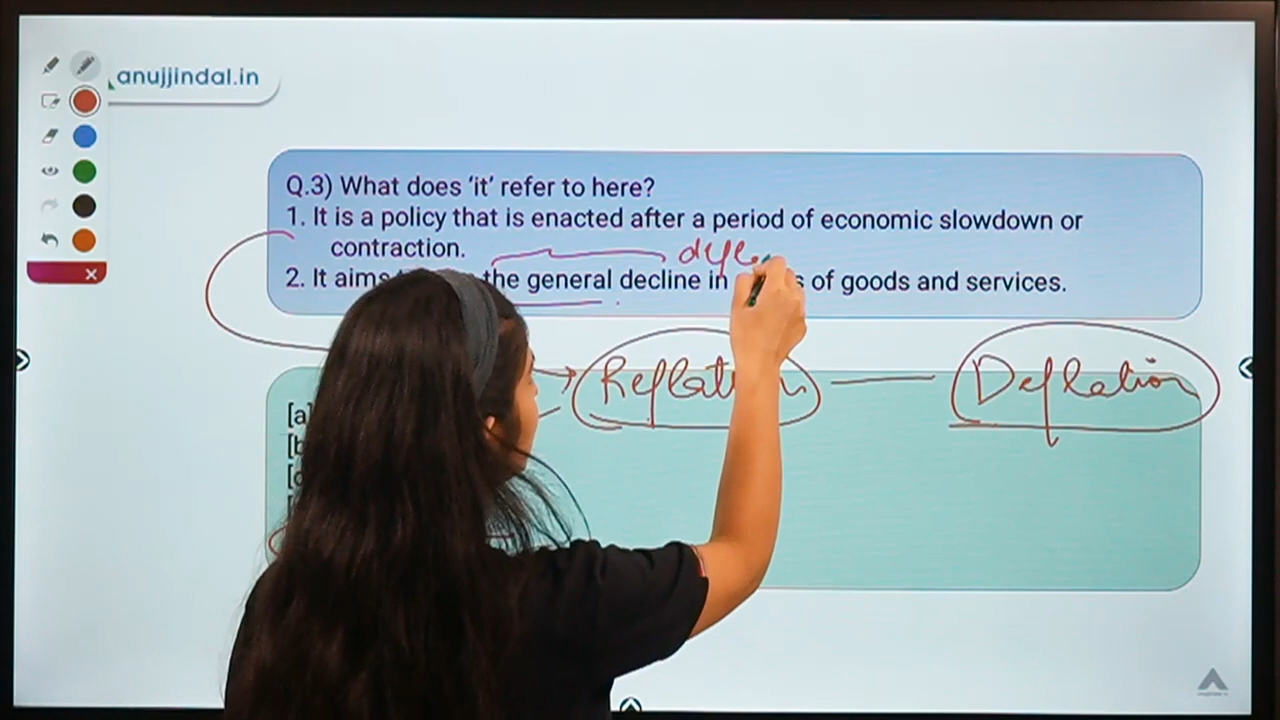 anujjindal.in
Q.3) What does 'it' refer to here?
1. It is a policy that is enacted after a period of economic slowdown or
contraction.
defle
2. It aims the general decline in of goods and services.
Reflation Deflation
[a]